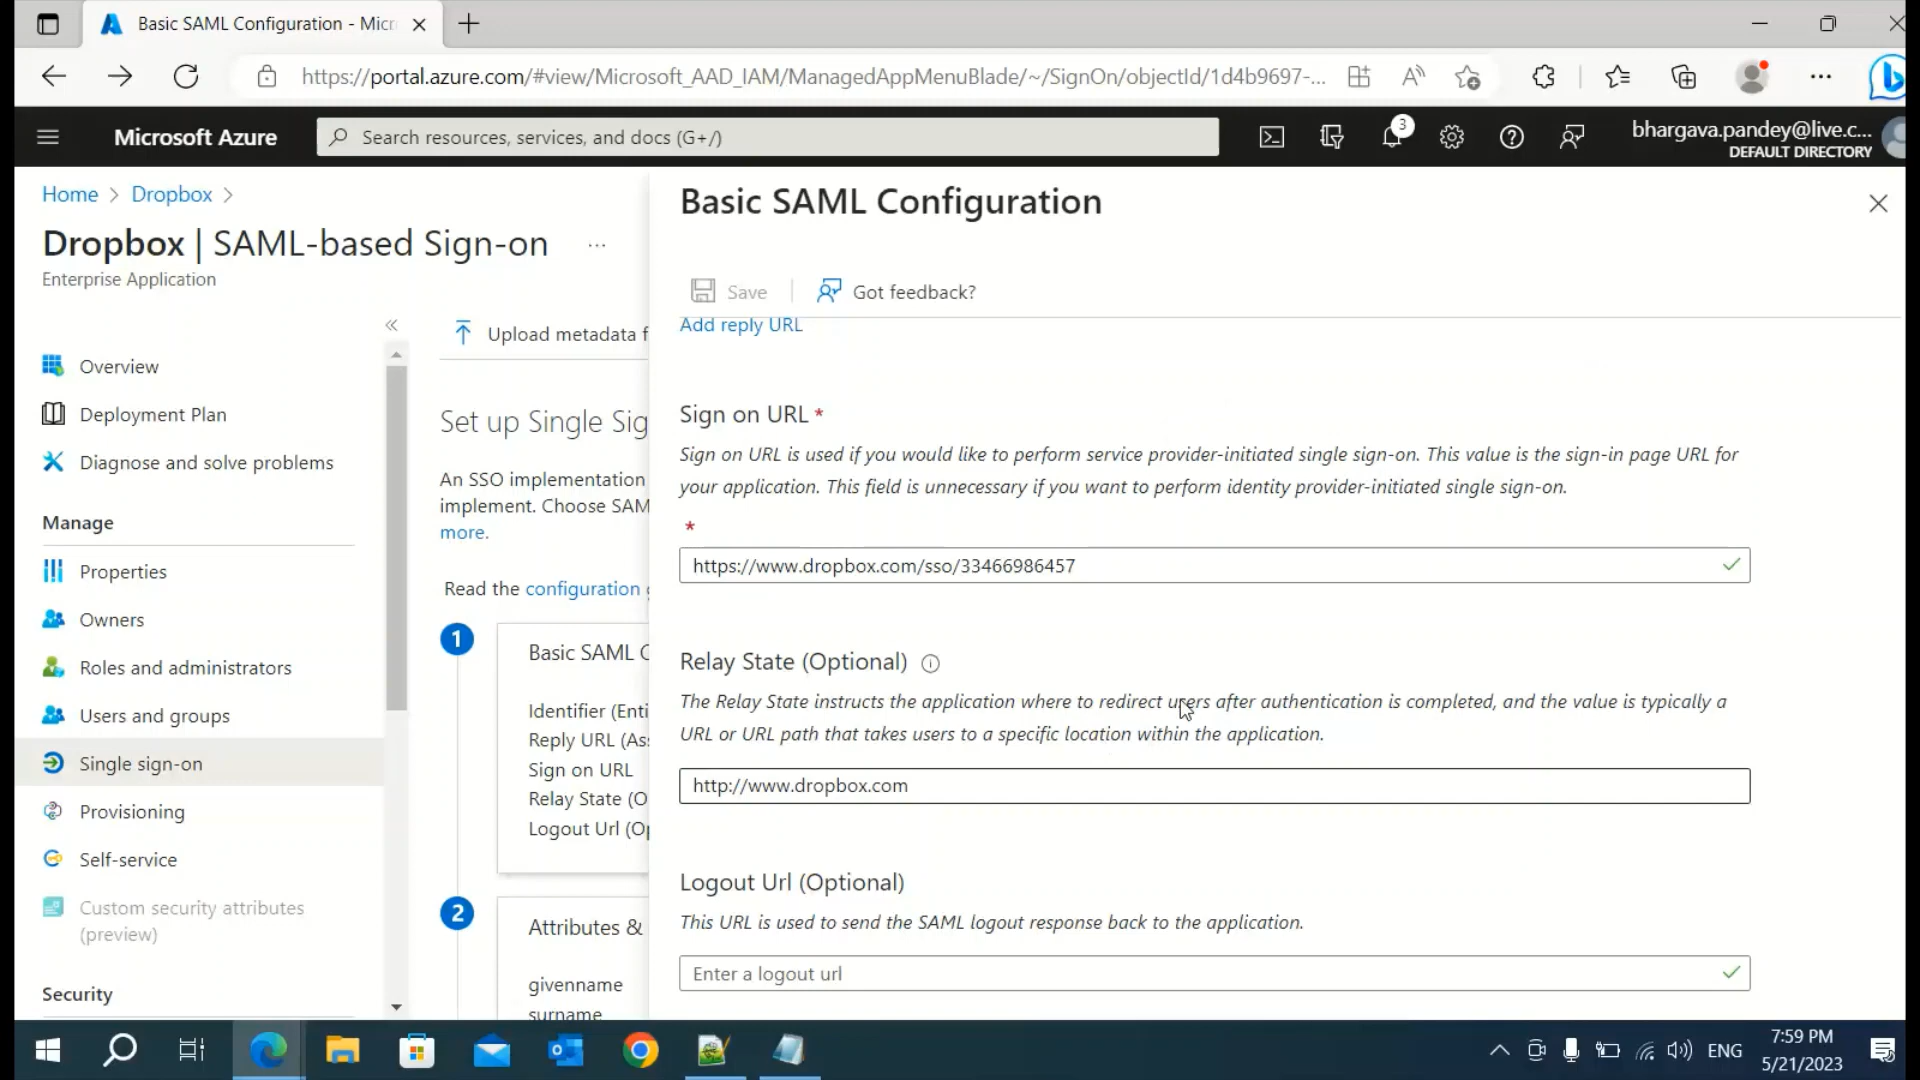 Basic SAML Configuration - Micr
https://portal.azure.com/#view/Microsoft_AAD_IAM/ManagedAppMenuBlade/~/SignOn/objectId/1d4b9697-...
Microsoft Azure
Search resources, services, and docs (G+/)
3
bhargava.pandey@live.c...
DEFAULT DIRECTORY
Home > Dropbox >
Dropbox | SAML-based Sign-on ...
Enterprise Application
Overview
Deployment Plan
Diagnose and solve problems
Manage
Properties
Owners
Roles and administrators
Users and groups
Single sign-on
Provisioning
Self-service
Custom security attributes
(preview)
Security
Upload metadata f
Set up Single Sig
An SSO implementation
implement. Choose SAM
more.
Read the configuration g
1
Basic SAML C
Identifier (Enti
Reply URL (Ass
Sign on URL
Relay State (O
Logout Url (Op
2
Attributes &
givenname
surname
Basic SAML Configuration
Save
Got feedback?
Add reply URL
Sign on URL *
Sign on URL is used if you would like to perform service provider-initiated single sign-on. This value is the sign-in page URL for
your application. This field is unnecessary if you want to perform identity provider-initiated single sign-on.
*
https://www.dropbox.com/sso/33466986457
Relay State (Optional)
The Relay State instructs the application where to redirect users after authentication is completed, and the value is typically a
URL or URL path that takes users to a specific location within the application.
http://www.dropbox.com
Logout Url (Optional)
This URL is used to send the SAML logout response back to the application.
Enter a logout url
ENG
7:59 PM
5/21/2023